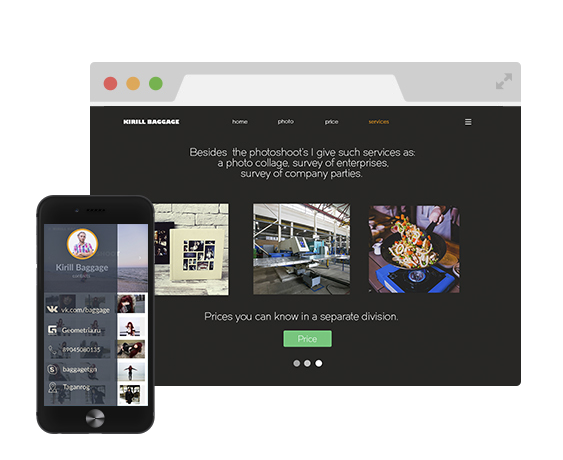 KIRILL BAGGAGE
home
photo
price
services
Besides the photoshoot's I give such services as:
a photo collage, survey of enterprises,
survey of company parties.
Prices you can know in a separate division.
Price
Kirill Baggage
vk.com/baggage
Geometria.ru
89045080135
baggagetgn
Taganrog